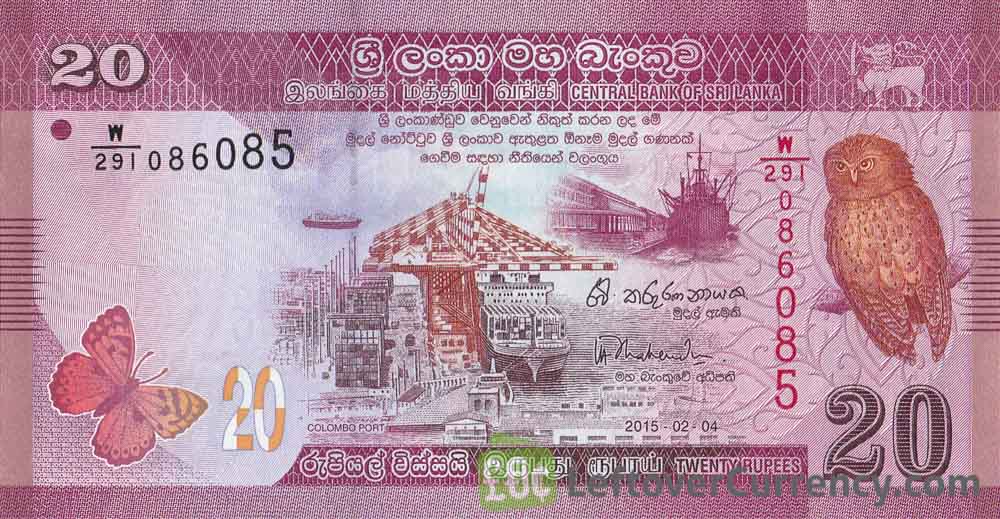 20
ශ්‍රී ලංකා මහ බැංකුව
இலங்கை மத்திய வங்கி CENTRAL BANK OF SRI LANKA
ශ්‍රී ලංකාණ්ඩුව වෙනුවෙන් නිකුත් කරන ලද මේ
මුදල් නෝට්ටුව ශ්‍රී ලංකාව ඇතුළත ඕනෑම මුදල් ගණනක්
ගෙවීම සඳහා නීතියෙන් වලංගුය
W/291 086085
W/291 086085
මුදල් ඇමති
මහ බැංකුවේ අධිපති
20
COLOMBO PORT
2015-02-04
20
රුපියල් විස්සයි இருபது ரூபாய் TWENTY RUPEES
LeftoverCurrency.com